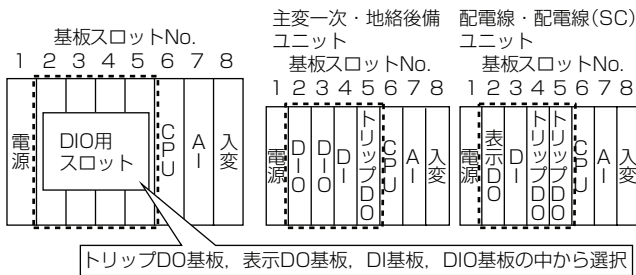 基板スロットNo.
1 2 3 4 5 6 7 8
電源
DIO用
スロット
CPU
AI
入変
主変一次・地絡後備
ユニット
基板スロットNo.
1 2 3 4 5 6 7 8
電源
DIO
DIO
DI
トリップDO
CPU
AI
入変
配電線・配電線(SC)
ユニット
基板スロットNo.
1 2 3 4 5 6 7 8
電源
表示DO
DI
トリップDO
トリップDO
CPU
AI
入変
トリップDO基板，表示DO基板，DI基板，DIO基板の中から選択